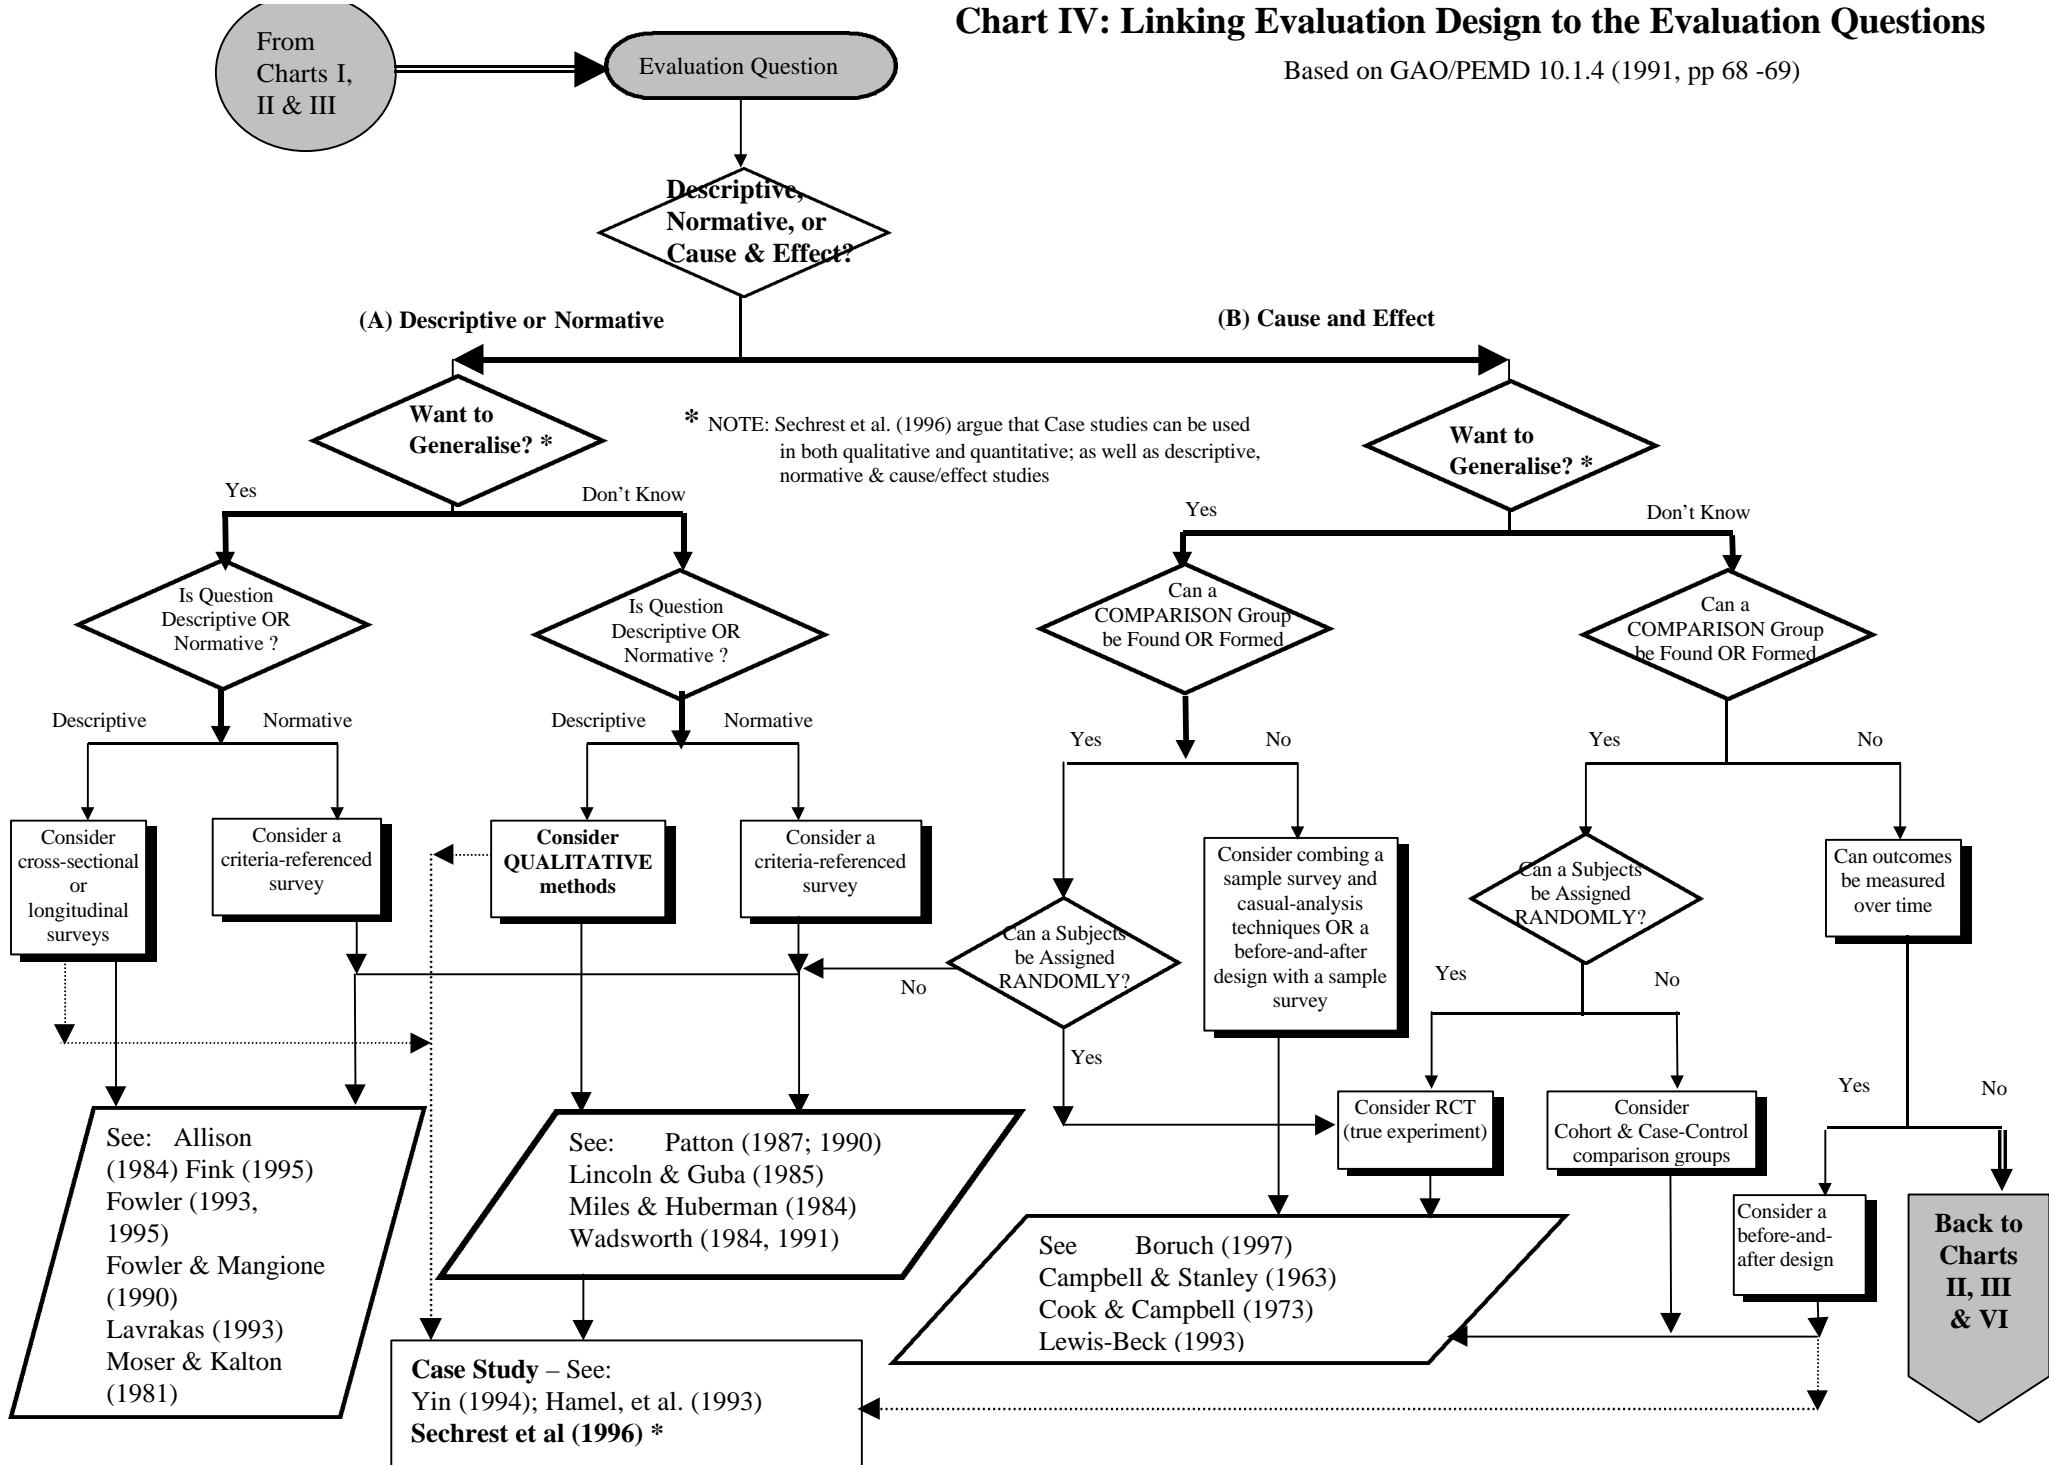 Chart IV: Linking Evaluation Design to the Evaluation Questions
Based on GAO/PEMD 10.1.4 (1991, pp 68 -69)
From
Charts I,
II & III
Evaluation Question
Descriptive,
Normative, or
Cause & Effect?
(A) Descriptive or Normative
(B) Cause and Effect
Want to
Generalise? *
* NOTE: Sechrest et al. (1996) argue that Case studies can be used
in both qualitative and quantitative; as well as descriptive,
normative & cause/effect studies
Want to
Generalise? *
Yes
Don't Know
Yes
Don't Know
Is Question
Descriptive OR
Normative ?
Is Question
Descriptive OR
Normative ?
Can a
COMPARISON Group
be Found OR Formed
Can a
COMPARISON Group
be Found OR Formed
Descriptive
Normative
Descriptive
Normative
Yes
No
Yes
No
Consider
cross-sectional
or
longitudinal
surveys
Consider a
criteria-referenced
survey
Consider
QUALITATIVE
methods
Consider a
criteria-referenced
survey
Can a Subjects
be Assigned
RANDOMLY?
Consider combing a
sample survey and
casual-analysis
techniques OR a
before-and-after
design with a sample
survey
Can a Subjects
be Assigned
RANDOMLY?
Can outcomes
be measured
over time
No
Yes
Yes
No
Yes
No
Consider RCT
(true experiment)
Consider
Cohort & Case-Control
comparison groups
Consider a
before-and-
after design
Back to
Charts
II, III
& VI
See: Allison
(1984) Fink (1995)
Fowler (1993,
1995)
Fowler & Mangione
(1990)
Lavrakas (1993)
Moser & Kalton
(1981)
See: Patton (1987; 1990)
Lincoln & Guba (1985)
Miles & Huberman (1984)
Wadsworth (1984, 1991)
See Boruch (1997)
Campbell & Stanley (1963)
Cook & Campbell (1973)
Lewis-Beck (1993)
Case Study – See:
Yin (1994); Hamel, et al. (1993)
Sechrest et al (1996) *